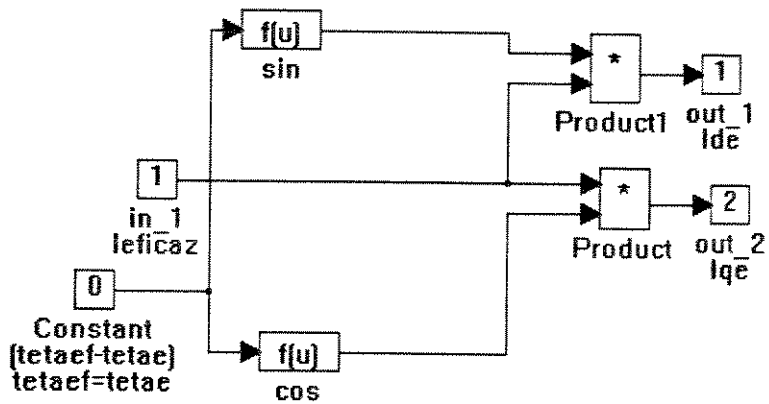 f(u)
sin
*
Product1
1
out_1
Ide
1
in_1
Ieficaz
*
Product
2
out_2
Iqe
0
Constant
(tetaef-tetae)
tetaef=tetae
f(u)
cos